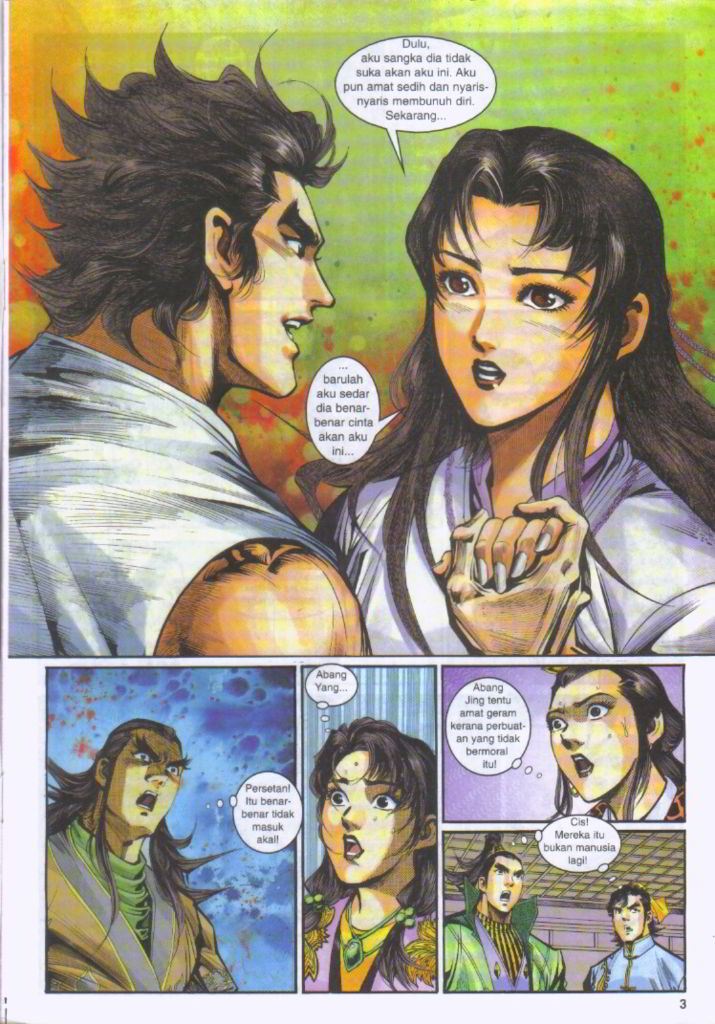 Dulu,
aku sangka dia tidak
suka akan aku ini. Aku
pun amat sedih dan nyaris-
nyaris membunuh diri.
Sekarang...
...
barulah
aku sedar
dia benar-
benar cinta
akan aku
ini...
Persetan!
Itu benar-
benar tidak
masuk
akal!
Abang
Yang...
Abang
Jing tentu
amat geram
kerana perbuat-
an yang tidak
bermoral
itu!
Cis!
Mereka itu
bukan manusia
lagi!
3